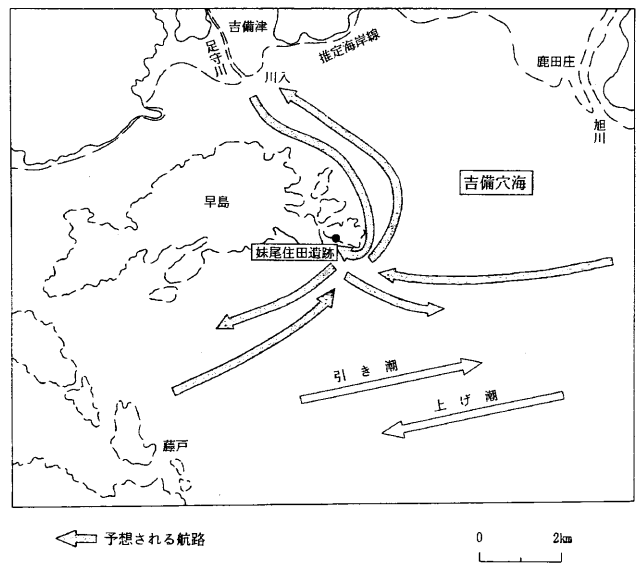 吉備津
足守川
推定海岸線
川入
鹿田庄
旭川
吉備穴海
早島
妹尾住田遺跡
引き潮
上げ潮
藤戸
予想される航路
0 2km